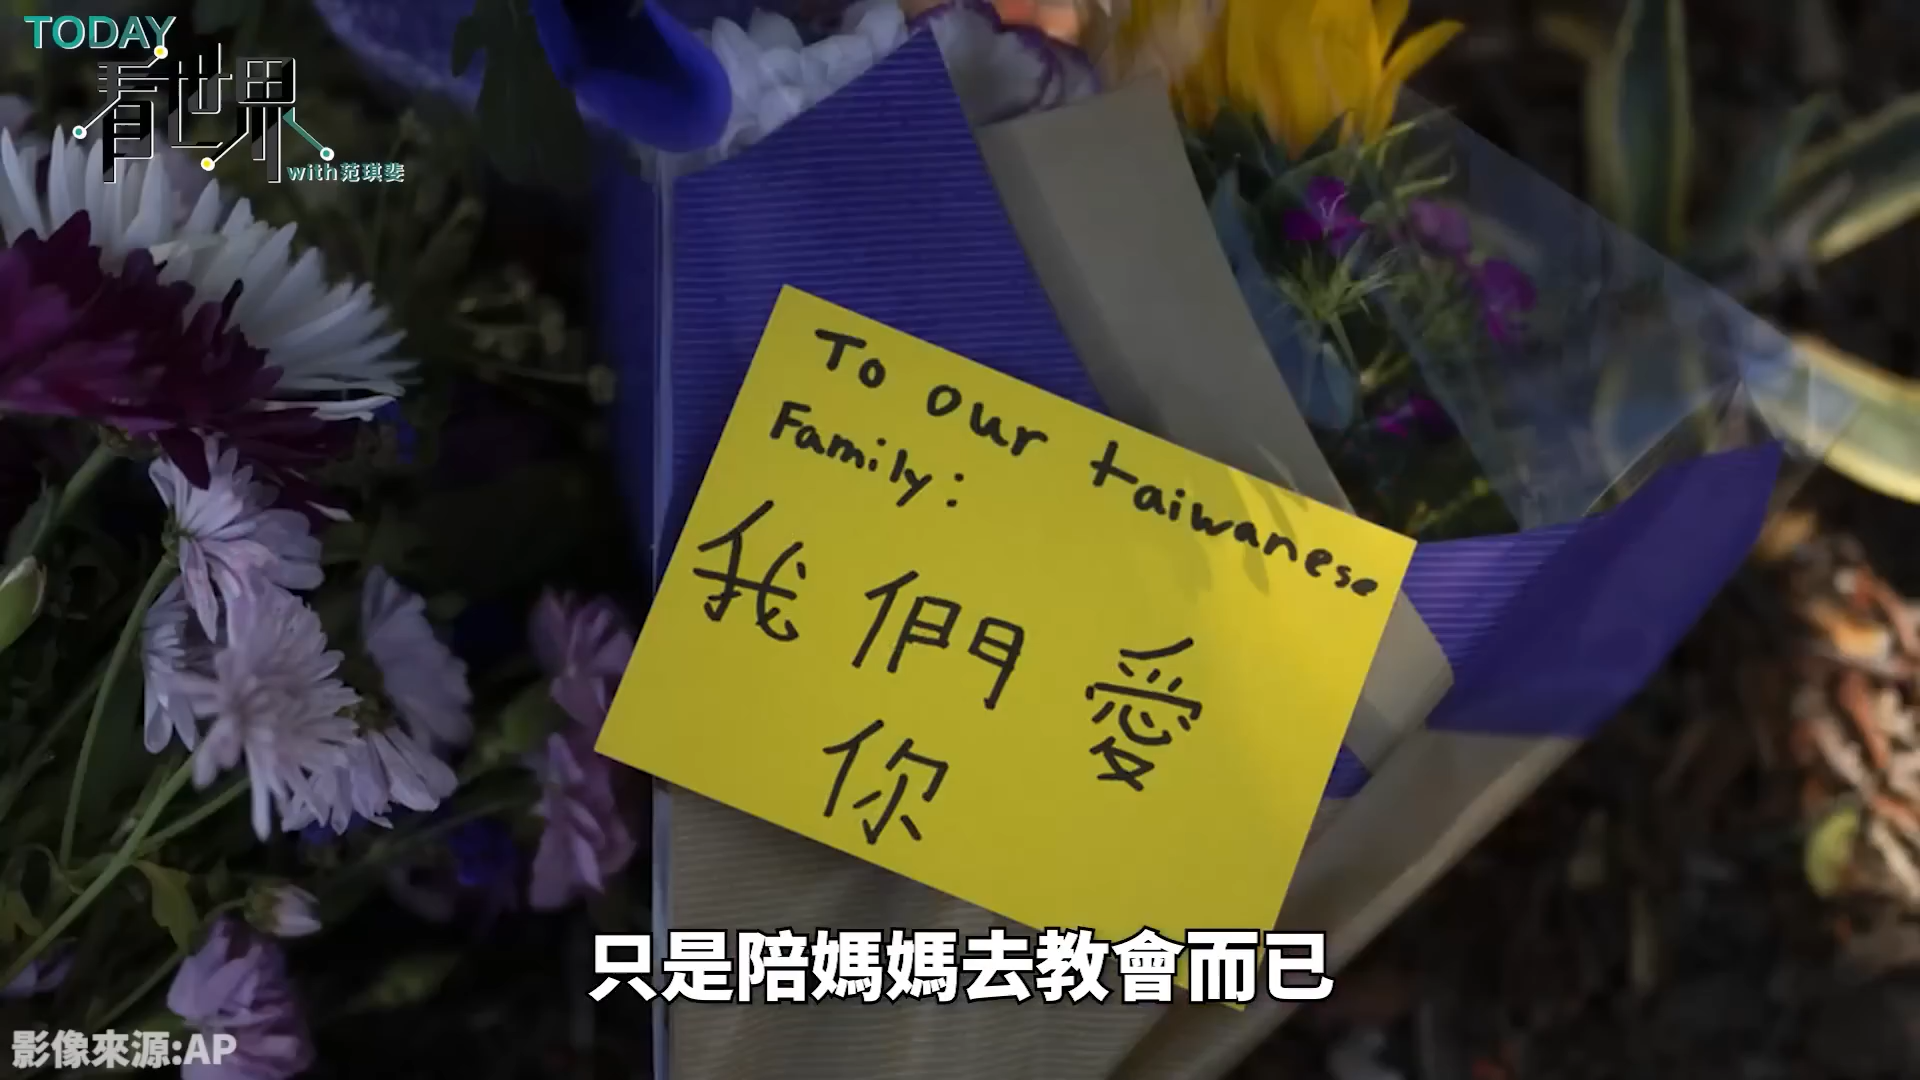 TODAY
看世界
with范琪斐
To our taiwanese
Family:
我們愛
你
只是陪媽媽去教會而已
影像來源:AP